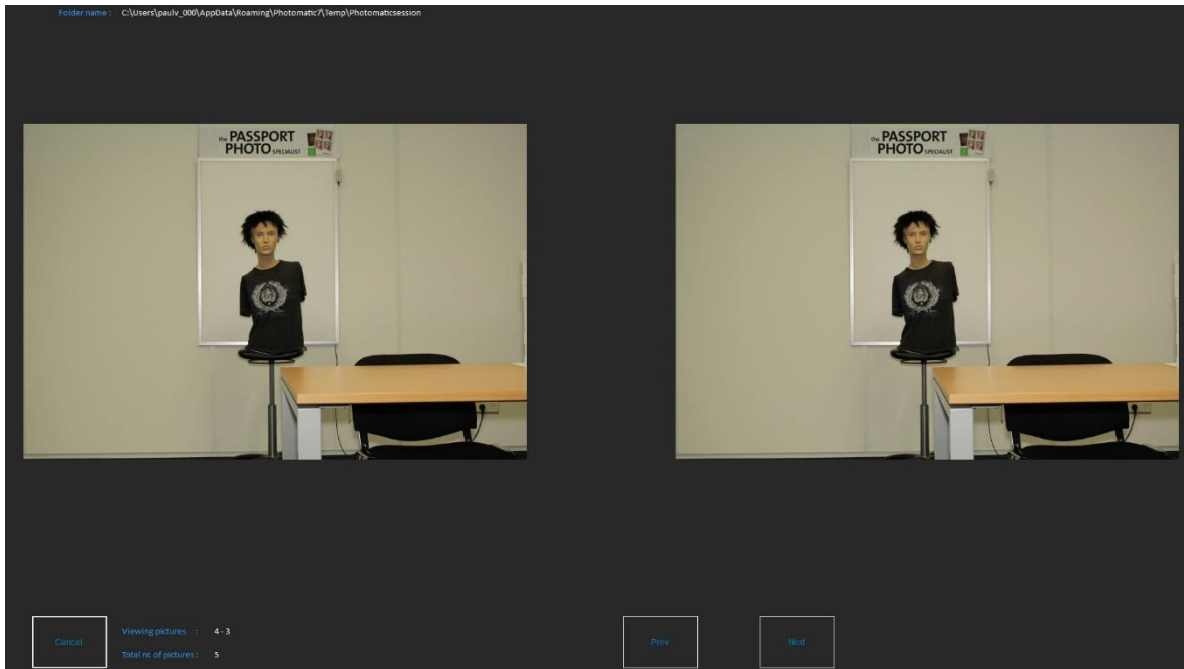 Folder name : C:\Users\paulv_000\AppData\Roaming\Photomatic7\Temp\Photomaticsession
the PASSPORT
PHOTO SPECIALIST
the PASSPORT
PHOTO SPECIALIST
Cancel
Viewing pictures : 4 - 3
Total nr. of pictures : 5
Prev
Next